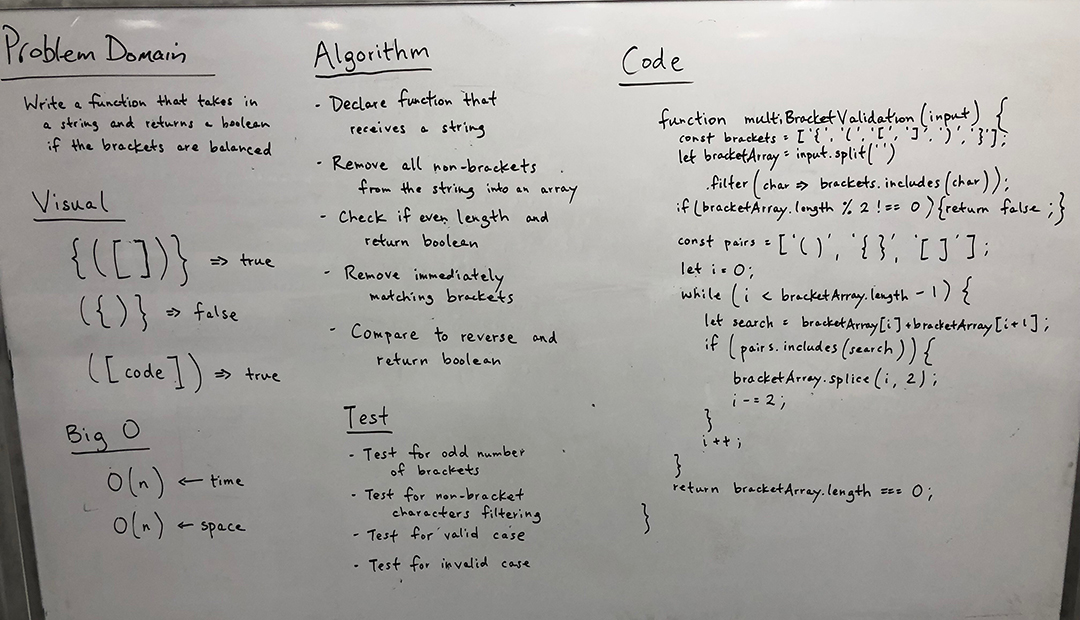 Problem Domain
Write a function that takes in
a string and returns a boolean
if the brackets are balanced
Visual
{([])} => true
({)} => false
([code]) => true
Big O
O(n) ← time
O(n) ← space
Algorithm
- Declare function that
receives a string
- Remove all non-brackets
from the string into an array
- Check if even length and
return boolean
- Remove immediately
matching brackets
- Compare to reverse and
return boolean
Test
- Test for odd number
of brackets
- Test for non-bracket
characters filtering
- Test for valid case
- Test for invalid case
Code
function multiBracketValidation(input) {
const brackets = ['{', '(', '[', ']', ')', '}'];
let bracketArray = input.split('')
.filter(char => brackets.includes(char));
if (bracketArray.length % 2 !== 0) {return false;}
const pairs = ['()', '{}', '[]'];
let i = 0;
while (i < bracketArray.length - 1) {
let search = bracketArray[i]+bracketArray[i+1];
if (pairs.includes(search)) {
bracketArray.splice(i, 2);
i -= 2;
}
i++;
}
return bracketArray.length === 0;
}